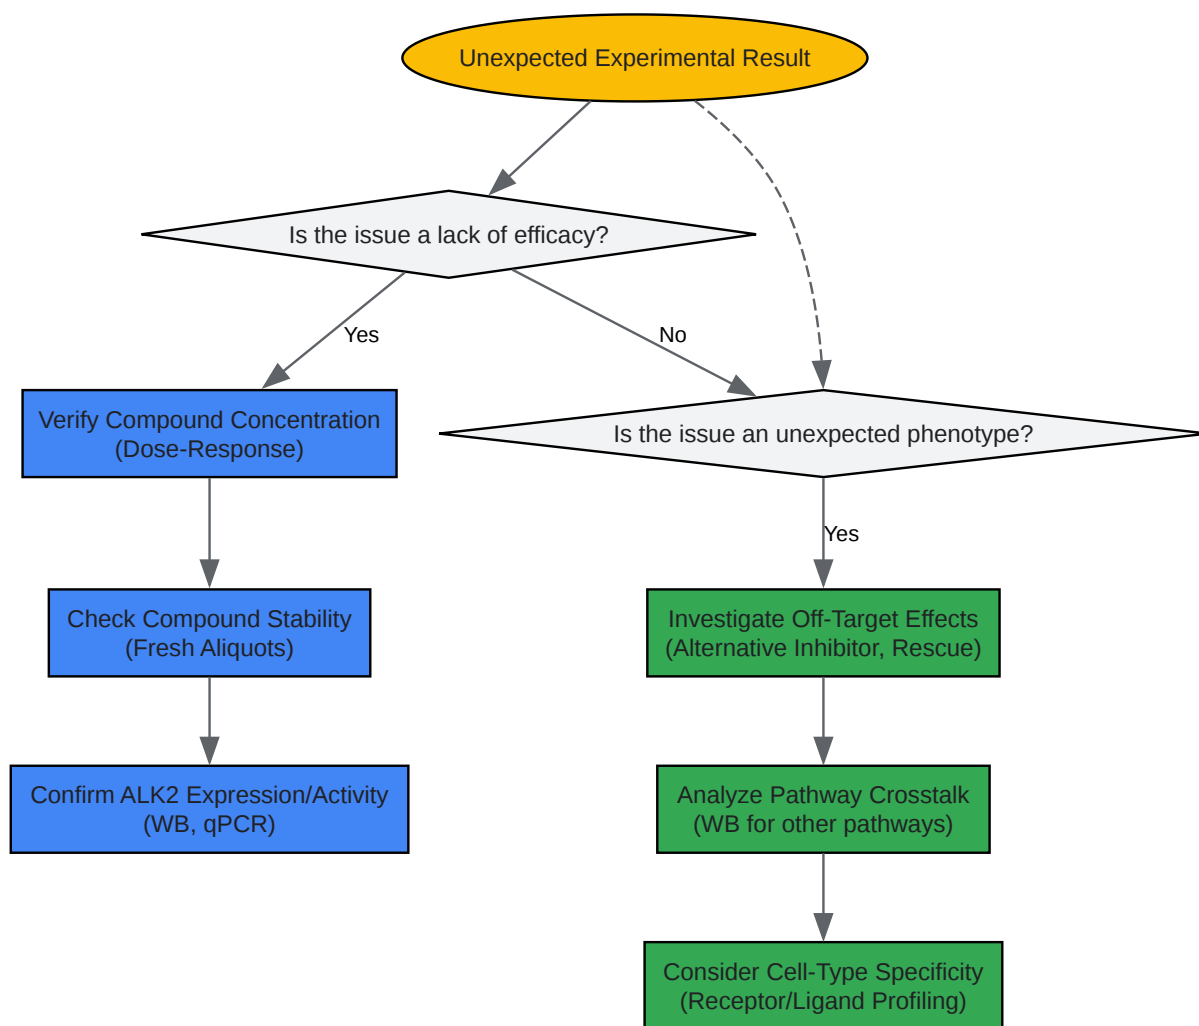 Unexpected Experimental Result
Is the issue a lack of efficacy?
Yes
No
Verify Compound Concentration
(Dose-Response)
Is the issue an unexpected phenotype?
Yes
Check Compound Stability
(Fresh Aliquots)
Investigate Off-Target Effects
(Alternative Inhibitor, Rescue)
Confirm ALK2 Expression/Activity
(WB, qPCR)
Analyze Pathway Crosstalk
(WB for other pathways)
Consider Cell-Type Specificity
(Receptor/Ligand Profiling)